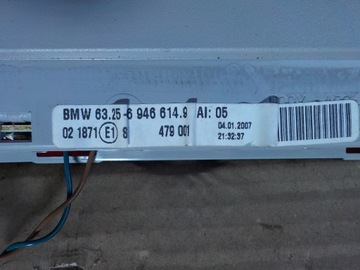 BMW 63.25-6 946 614.9 AI: 05
02 1871 E1 8 479 001 04.01.2007
21:32:37